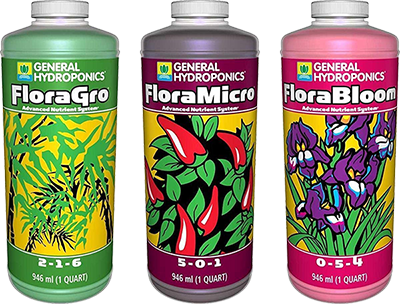 GENERAL
HYDROPONICS
FloraGro
Advanced Nutrient System
2-1-6
946 ml (1 QUART)
GENERAL
HYDROPONICS
FloraMicro
Advanced Nutrient System
5-0-1
946 ml (1 QUART)
GENERAL
HYDROPONICS
FloraBloom
Advanced Nutrient System
0-5-4
946 ml (1 QUART)